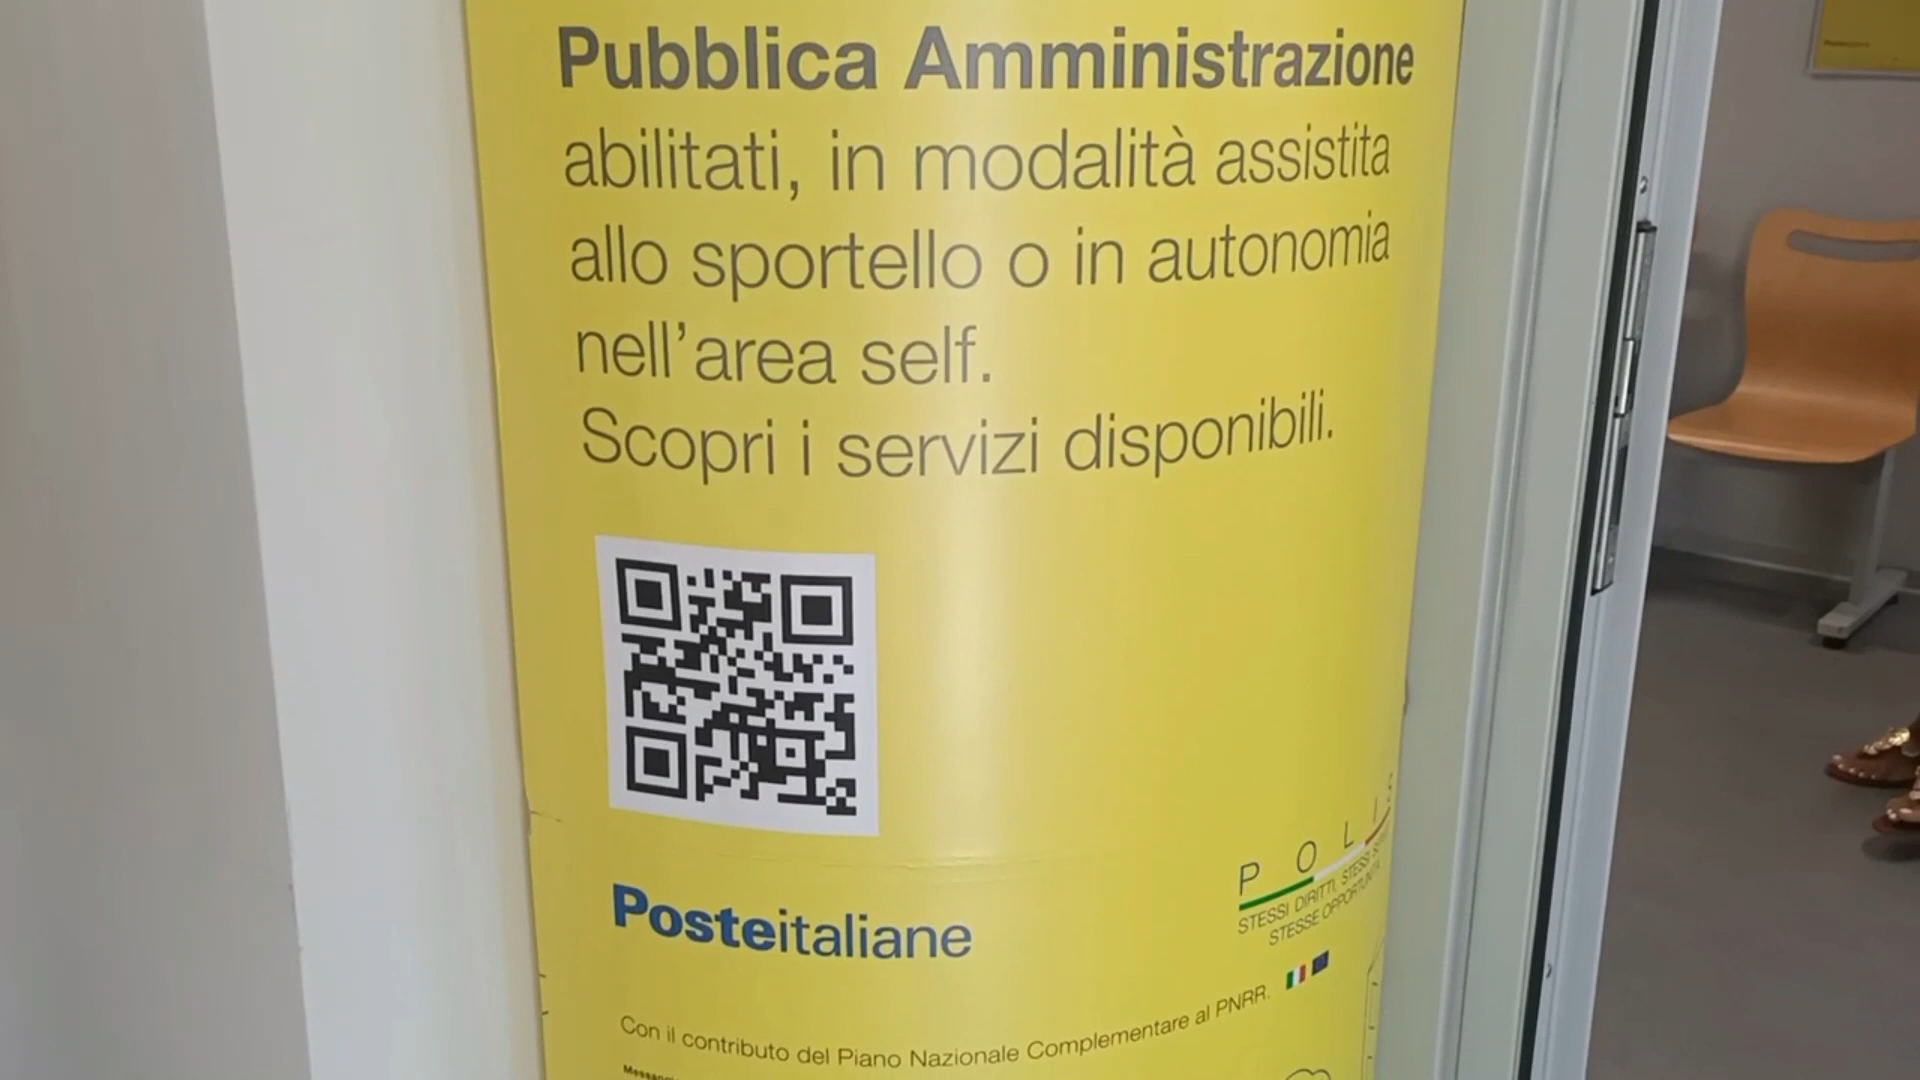 Pubblica Amministrazione
abilitati, in modalità assistita
allo sportello o in autonomia
nell’area self.
Scopri i servizi disponibili.
Posteitaliane
P O L I S
STESSI DIRITTI, STESSI
STESSE OPPORTUNITÀ
Con il contributo del Piano Nazionale Complementare al PNRR.